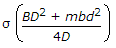 σ ( BD² + mbd² / 4D )